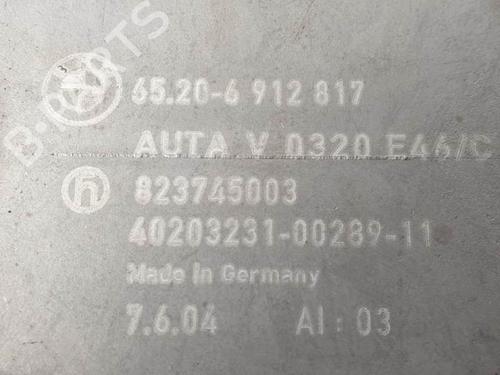 B-PARTS
65.20-6 912 817
AUTA V 0320 E46/C
h 823745003
40203231-00289-11
Made in Germany
7.6.04 AI: 03